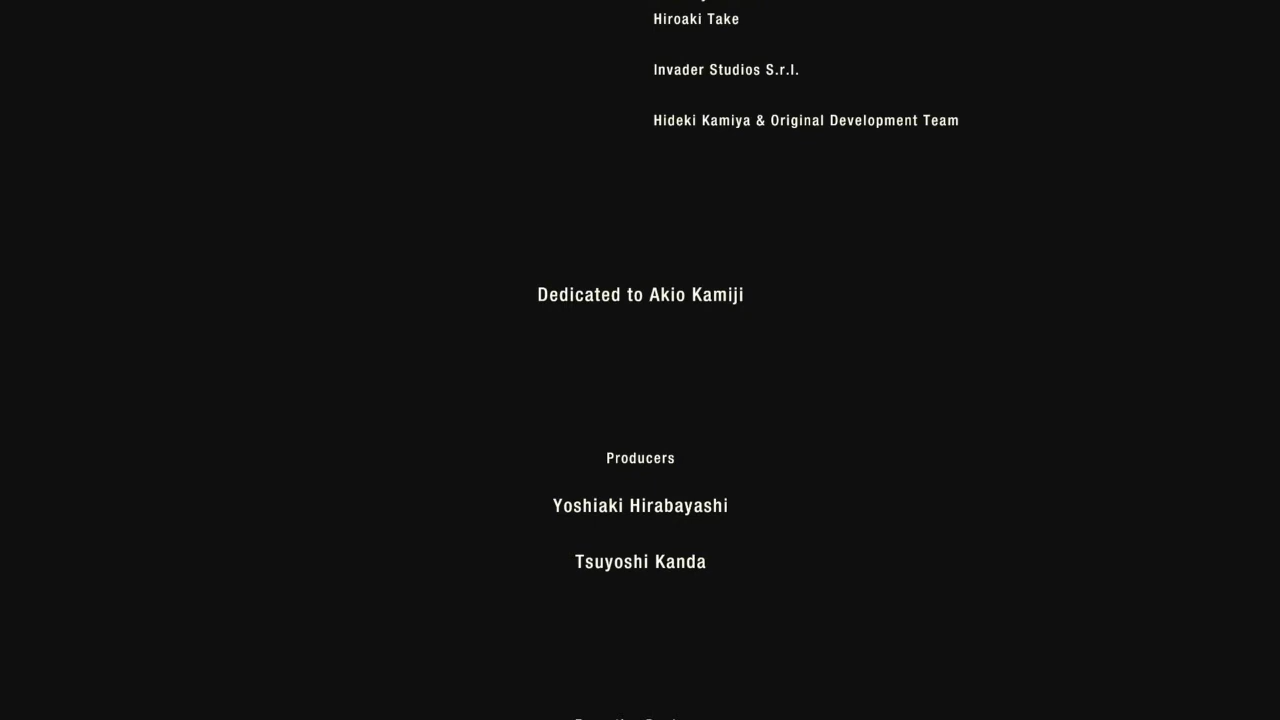 Hiroaki Take
Invader Studios S.r.l.
Hideki Kamiya & Original Development Team
Dedicated to Akio Kamiji
Producers
Yoshiaki Hirabayashi
Tsuyoshi Kanda